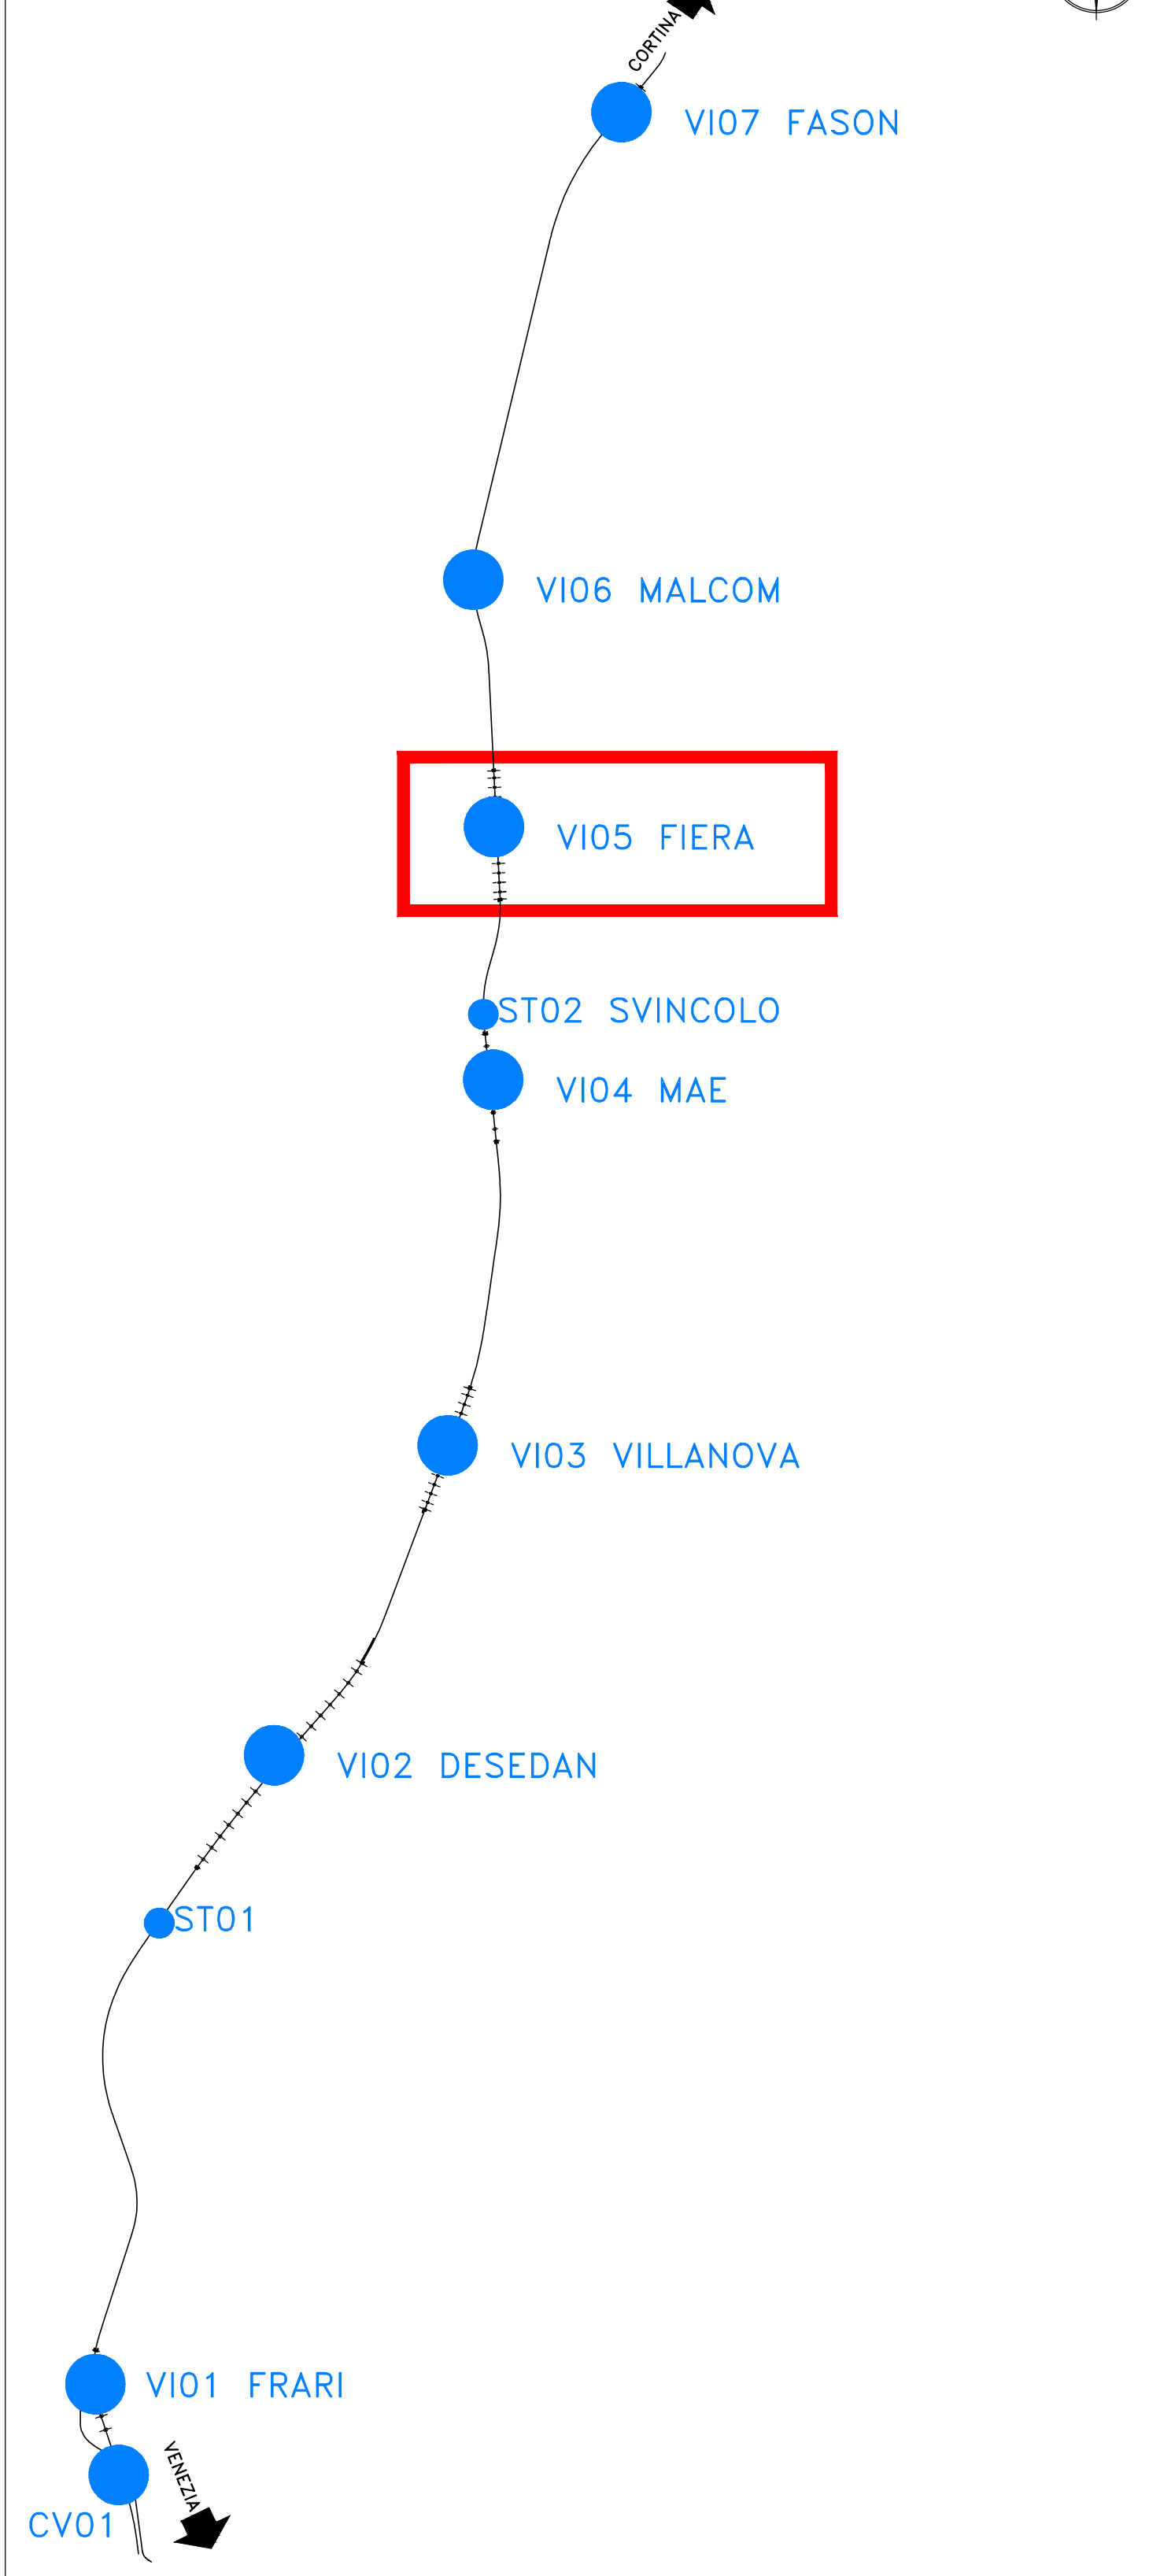 CORTINA
VI07 FASON
VI06 MALCOM
VI05 FIERA
ST02 SVINCOLO
VI04 MAE
VI03 VILLANOVA
VI02 DESEDAN
ST01
VI01 FRARI
VENEZIA
CV01